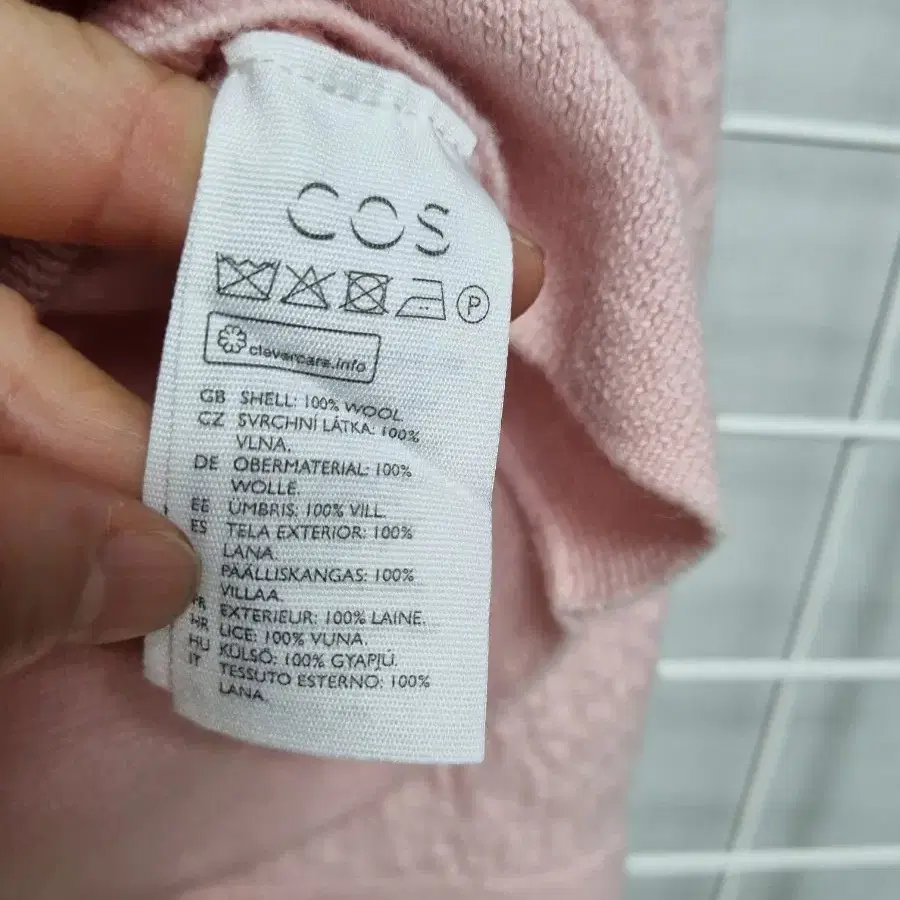 COS
P
clevercare.info
GB SHELL: 100% WOOL
CZ SVRCHNÍ LÁTKA: 100%
VLNA.
DE OBERMATERIAL: 100%
WOLLE.
EE ÜMBRIS: 100% VILL.
ES TELA EXTERIOR: 100%
LANA.
PÄÄLLISKANGAS: 100%
VILLAA.
FR EXTÉRIEUR: 100% LAINE.
HR LICE: 100% VUNA.
HU KÜLSŐ: 100% GYAPJÚ.
IT TESSUTO ESTERNO: 100%
LANA.